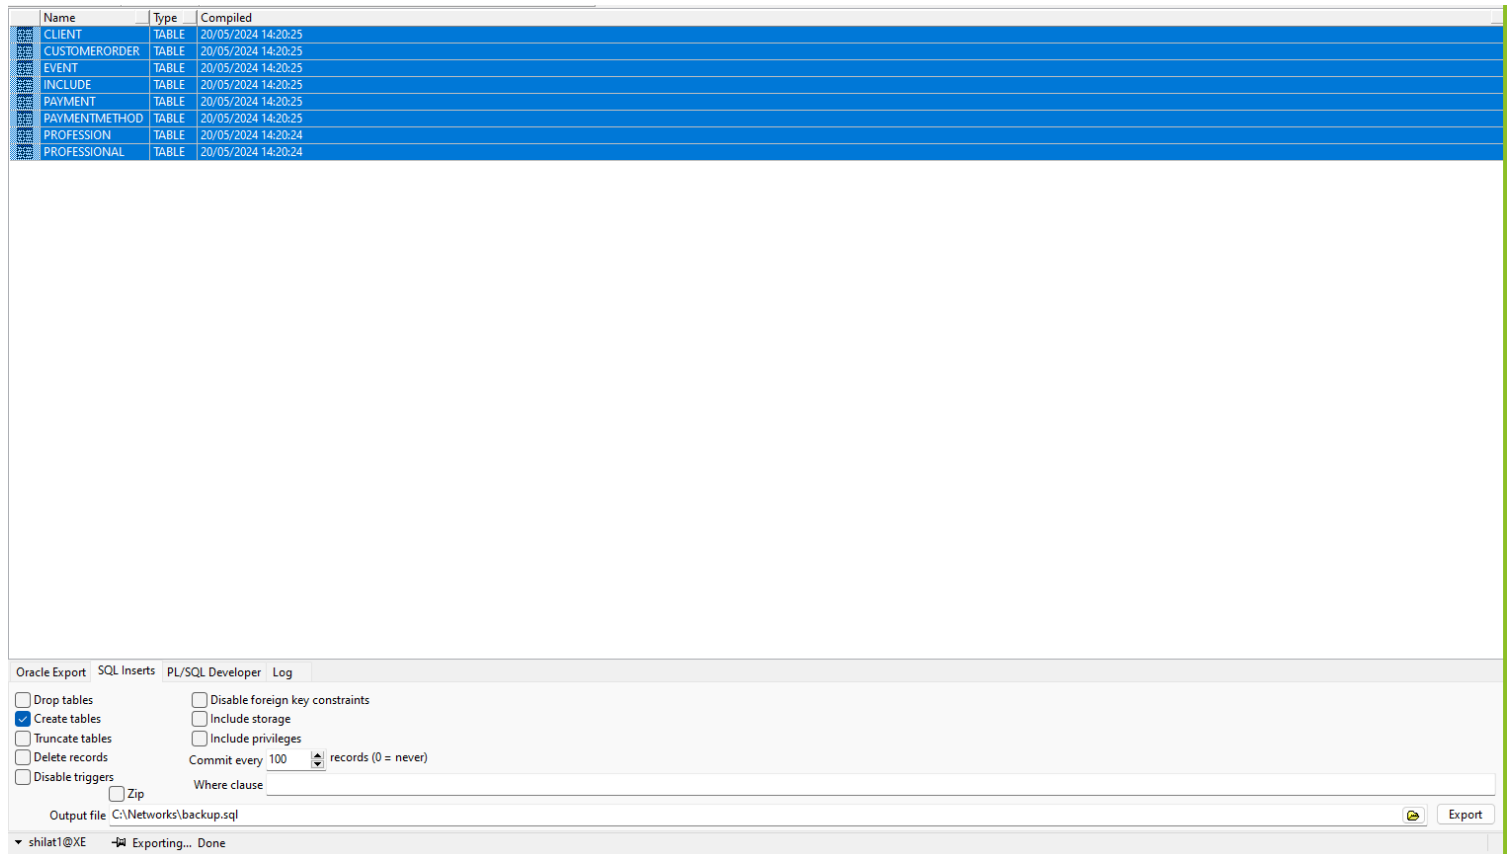 Name Type Compiled
CLIENT TABLE 20/05/2024 14:20:25
CUSTOMERORDER TABLE 20/05/2024 14:20:25
EVENT TABLE 20/05/2024 14:20:25
INCLUDE TABLE 20/05/2024 14:20:25
PAYMENT TABLE 20/05/2024 14:20:25
PAYMENTMETHOD TABLE 20/05/2024 14:20:25
PROFESSION TABLE 20/05/2024 14:20:24
PROFESSIONAL TABLE 20/05/2024 14:20:24
Oracle Export SQL Inserts PL/SQL Developer Log
Drop tables Disable foreign key constraints
Create tables Include storage
Truncate tables Include privileges
Delete records Commit every 100 records (0 = never)
Disable triggers
Where clause
Zip
Output file C:\Networks\backup.sql Export
shilat1@XE Exporting... Done